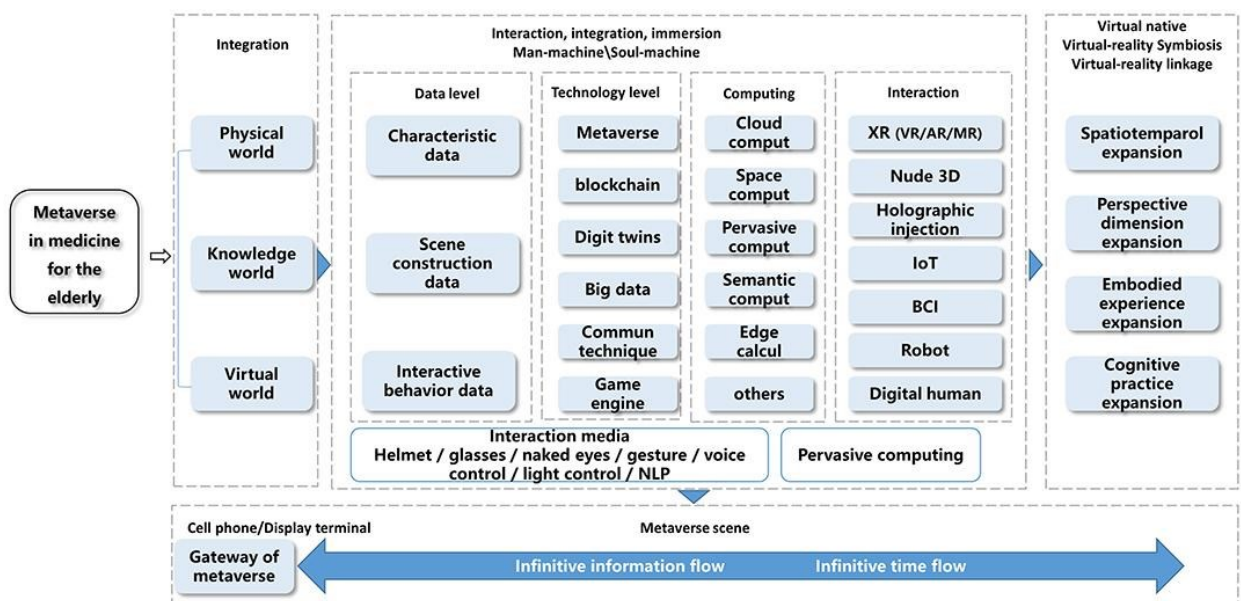 Metaverse
in medicine
for the
elderly
Integration
Physical
world
Knowledge
world
Virtual
world
Interaction, integration, immersion
Man-machine\Soul-machine
Data level
Characteristic
data
Scene
construction
data
Interactive
behavior data
Technology level
Metaverse
blockchain
Digit twins
Big data
Commun
technique
Game
engine
Computing
Cloud
comput
Space
comput
Pervasive
comput
Semantic
comput
Edge
calcul
others
Interaction
XR (VR/AR/MR)
Nude 3D
Holographic
injection
IoT
BCI
Robot
Digital human
Interaction media
Helmet / glasses / naked eyes / gesture / voice
control / light control / NLP
Pervasive computing
Virtual native
Virtual-reality Symbiosis
Virtual-reality linkage
Spatiotemparol
expansion
Perspective
dimension
expansion
Embodied
experience
expansion
Cognitive
practice
expansion
Cell phone/Display terminal
Metaverse scene
Gateway of
metaverse
Infinitive information flow
Infinitive time flow